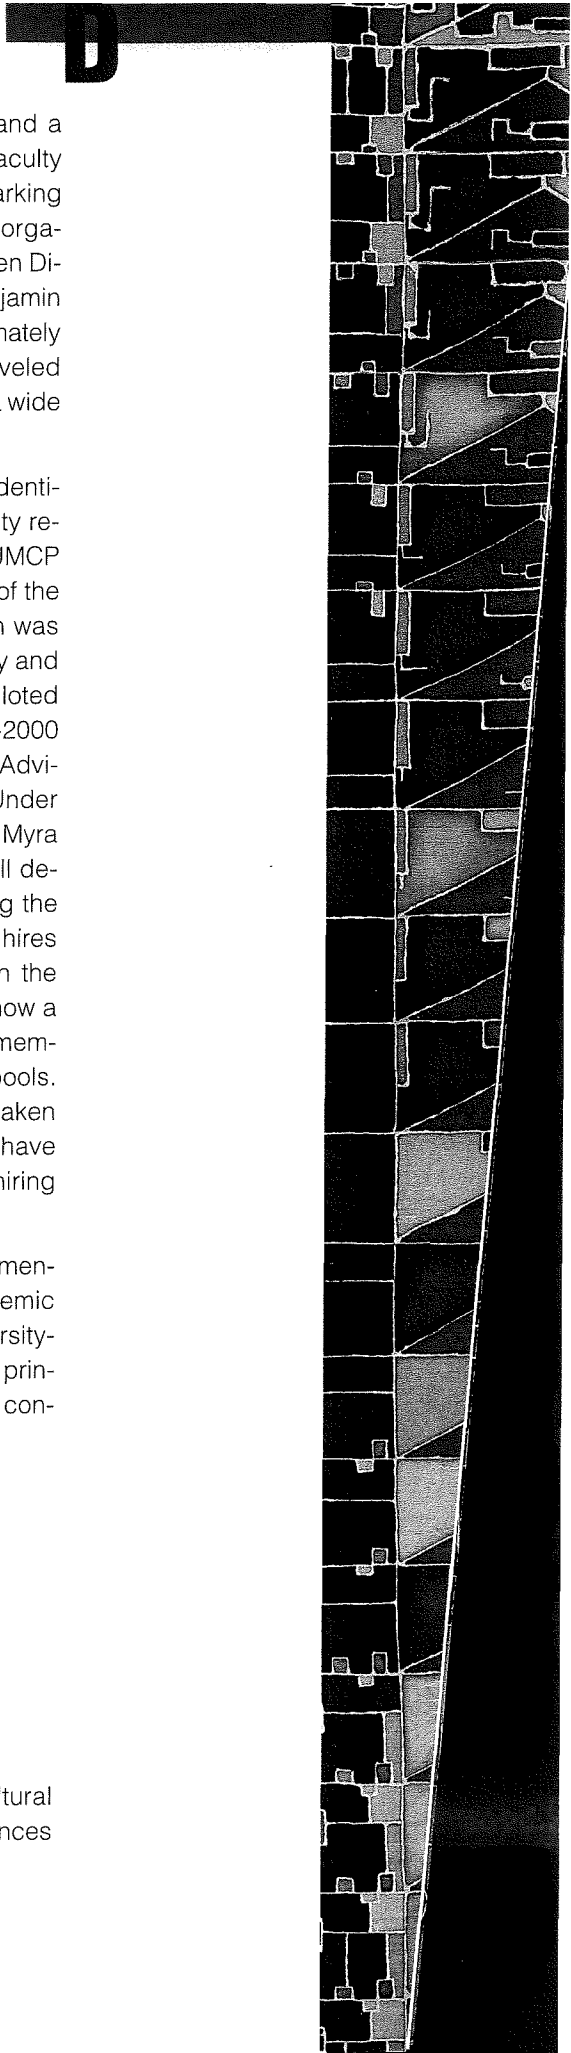 D
and a
aculty
arking
orga-
en Di-
jamin
nately
veled
wide
denti-
ty re-
JMCP
of the
n was
y and
loted
-2000
Advi-
Under
Myra
ll de-
g the
hires
n the
now a
mem-
pools.
aken
have
hiring
men-
emic
rsity-
prin-
con-
tural
nces